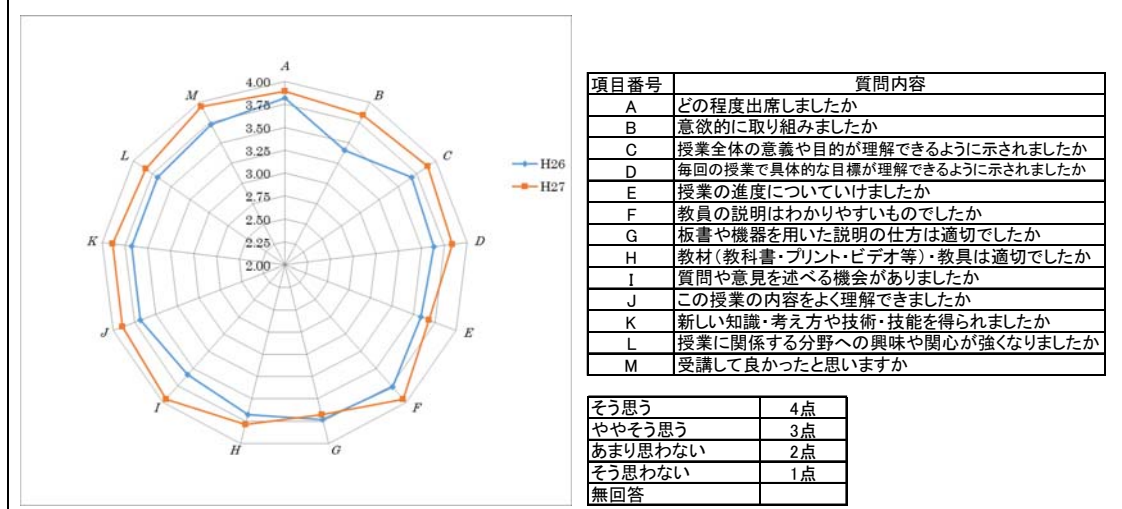 A
B
C
D
E
F
G
H
I
J
K
L
M
4.00
3.75
3.50
3.25
3.00
2.75
2.50
2.25
2.00
H26
H27
項目番号 質問内容
A どの程度出席しましたか
B 意欲的に取り組みましたか
C 授業全体の意義や目的が理解できるように示されましたか
D 毎回の授業で具体的な目標が理解できるように示されましたか
E 授業の進度についていけましたか
F 教員の説明はわかりやすいものでしたか
G 板書や機器を用いた説明の仕方は適切でしたか
H 教材(教科書・プリント・ビデオ等)・教具は適切でしたか
I 質問や意見を述べる機会がありましたか
J この授業の内容をよく理解できましたか
K 新しい知識・考え方や技術・技能を得られましたか
L 授業に関係する分野への興味や関心が強くなりましたか
M 受講して良かったと思いますか
そう思う 4点
ややそう思う 3点
あまり思わない 2点
そう思わない 1点
無回答